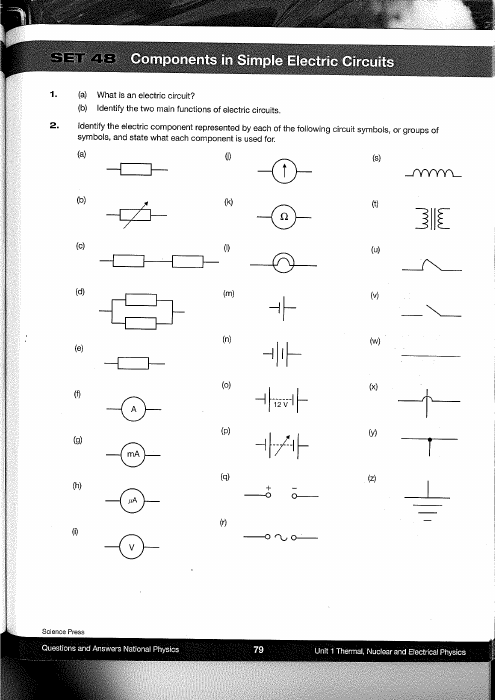 SET 48 Components in Simple Electric Circuits
1. (a) What is an electric circuit?
(b) Identify the two main functions of electric circuits.
2. Identify the electric component represented by each of the following circuit symbols, or groups of
symbols, and state what each component is used for.
(a)
(b)
(c)
(d)
(e)
(f)
A
(g)
mA
(h)
μA
(i)
V
(j)
(k)
Ω
(l)
(m)
(n)
(o)
12 V
(p)
(q)
+ −
(r)
(s)
(t)
(u)
(v)
(w)
(x)
(y)
(z)
Science Press
Questions and Answers National Physics 79 Unit 1 Thermal, Nuclear and Electrical Physics